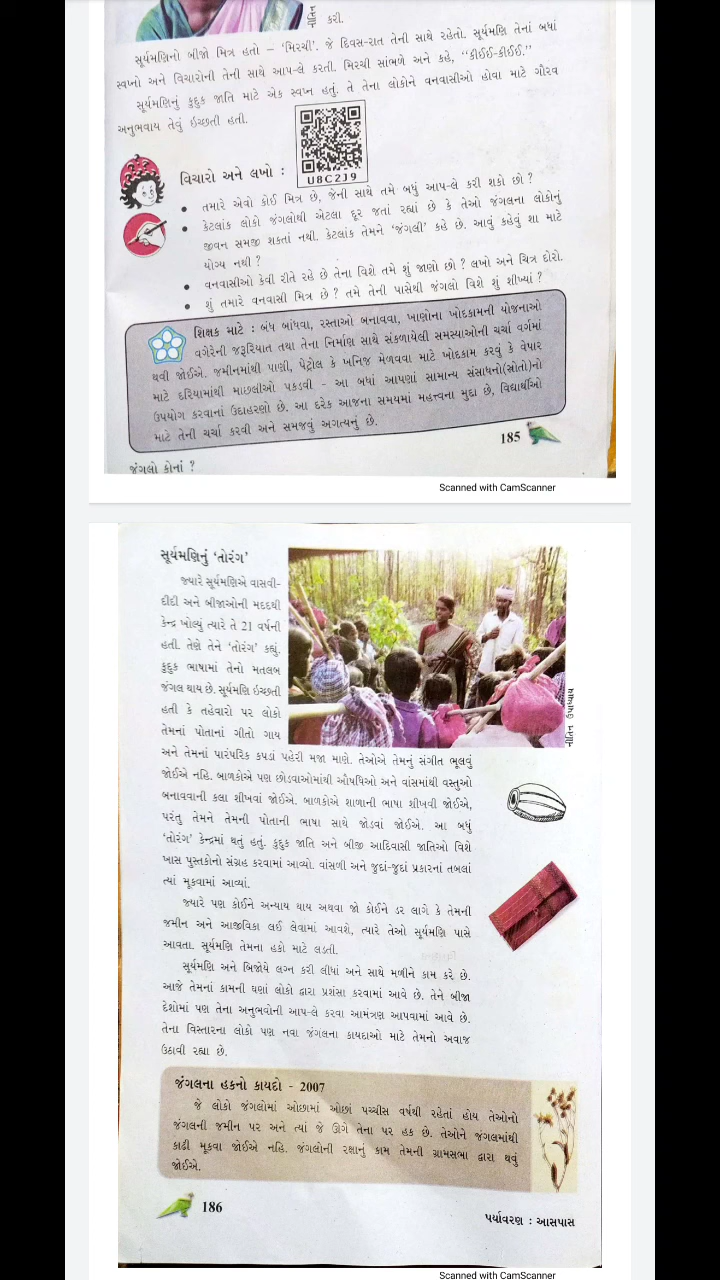 કરી.
નીતિન
સૂર્યમણિનો બીજો મિત્ર હતો – ‘મિરચી’. જે દિવસ-રાત તેની સાથે રહેતો. સૂર્યમણિ તેનાં બધાં
સ્વપ્નો અને વિચારોની તેની સાથે આપ-લે કરતી. મિરચી સાંભળે અને કહે, “કીઈઈ-કીઈઈ.”
સૂર્યમણિનું કુદુક જાતિ માટે એક સ્વપ્ન હતું. તે તેના લોકોને વનવાસીઓ હોવા માટે ગૌરવ
અનુભવાય તેવું ઇચ્છતી હતી.
U8C2J9
વિચારો અને લખો :
• તમારે એવો કોઈ મિત્ર છે, જેની સાથે તમે બધું આપ-લે કરી શકો છો ?
• કેટલાંક લોકો જંગલોથી એટલા દૂર જતાં રહ્યાં છે કે તેઓ જંગલના લોકોનું
જીવન સમજી શકતાં નથી. કેટલાંક તેમને ‘જંગલી’ કહે છે. આવું કહેવું શા માટે
યોગ્ય નથી ?
• વનવાસીઓ કેવી રીતે રહે છે તેના વિશે તમે શું જાણો છો ? લખો અને ચિત્ર દોરો.
• શું તમારે વનવાસી મિત્ર છે ? તમે તેની પાસેથી જંગલો વિશે શું શીખ્યાં ?
શિક્ષક માટે : બંધ બાંધવા, રસ્તાઓ બનાવવા, ખાણોના ખોદકામની યોજનાઓ
વગેરેની જરૂરિયાત તથા તેના નિર્માણ સાથે સંકળાયેલી સમસ્યાઓની ચર્ચા વર્ગમાં
થવી જોઈએ. જમીનમાંથી પાણી, પેટ્રોલ કે ખનિજ મેળવવા માટે ખોદકામ કરવું કે વેપાર
માટે દરિયામાંથી માછલીઓ પકડવી – આ બધાં આપણાં સામાન્ય સંસાધનો(સ્રોતો)નો
ઉપયોગ કરવાનાં ઉદાહરણો છે. આ દરેક આજના સમયમાં મહત્ત્વના મુદ્દા છે, વિદ્યાર્થીઓ
માટે તેની ચર્ચા કરવી અને સમજવું અગત્યનું છે.
185
જંગલો કોનાં ?
Scanned with CamScanner
સૂર્યમણિનું ‘તોરંગ’
જ્યારે સૂર્યમણિએ વાસવી-
દીદી અને બીજાઓની મદદથી
કેન્દ્ર ખોલ્યું ત્યારે તે 21 વર્ષની
હતી. તેણે તેને ‘તોરંગ’ કહ્યું.
કુદુક ભાષામાં તેનો મતલબ
જંગલ થાય છે. સૂર્યમણિ ઇચ્છતી
હતી કે તહેવારો પર લોકો
તેમનાં પોતાનાં ગીતો ગાય
નીતિન ઉપાધ્યાય
અને તેમનાં પારંપરિક કપડાં પહેરી મજા માણે. તેઓએ તેમનું સંગીત ભૂલવું
જોઈએ નહિ. બાળકોએ પણ છોડવાઓમાંથી ઔષધિઓ અને વાંસમાંથી વસ્તુઓ
બનાવવાની કલા શીખવાં જોઈએ. બાળકોએ શાળાની ભાષા શીખવી જોઈએ,
પરંતુ તેમને તેમની પોતાની ભાષા સાથે જોડવાં જોઈએ. આ બધું
‘તોરંગ’ કેન્દ્રમાં થતું હતું. કુદુક જાતિ અને બીજી આદિવાસી જાતિઓ વિશે
ખાસ પુસ્તકોનો સંગ્રહ કરવામાં આવ્યો. વાંસળી અને જુદાં-જુદાં પ્રકારનાં તબલાં
ત્યાં મૂકવામાં આવ્યાં.
જ્યારે પણ કોઈને અન્યાય થાય અથવા જો કોઈને ડર લાગે કે તેમની
જમીન અને આજીવિકા લઈ લેવામાં આવશે, ત્યારે તેઓ સૂર્યમણિ પાસે
આવતા. સૂર્યમણિ તેમના હકો માટે લડતી.
સૂર્યમણિ અને બિજોયે લગ્ન કરી લીધાં અને સાથે મળીને કામ કરે છે.
આજે તેમનાં કામની ઘણાં લોકો દ્વારા પ્રશંસા કરવામાં આવે છે. તેને બીજા
દેશોમાં પણ તેના અનુભવોની આપ-લે કરવા આમંત્રણ આપવામાં આવે છે.
તેના વિસ્તારના લોકો પણ નવા જંગલના કાયદાઓ માટે તેમનો અવાજ
ઉઠાવી રહ્યા છે.
જંગલના હકનો કાયદો - 2007
જે લોકો જંગલોમાં ઓછામાં ઓછાં પચ્ચીસ વર્ષથી રહેતાં હોય તેઓનો
જંગલની જમીન પર અને ત્યાં જે ઊગે તેના પર હક છે. તેઓને જંગલમાંથી
કાઢી મૂકવા જોઈએ નહિ. જંગલોની રક્ષાનું કામ તેમની ગ્રામસભા દ્વારા થવું
જોઈએ.
186
પર્યાવરણ : આસપાસ
Scanned with CamScanner